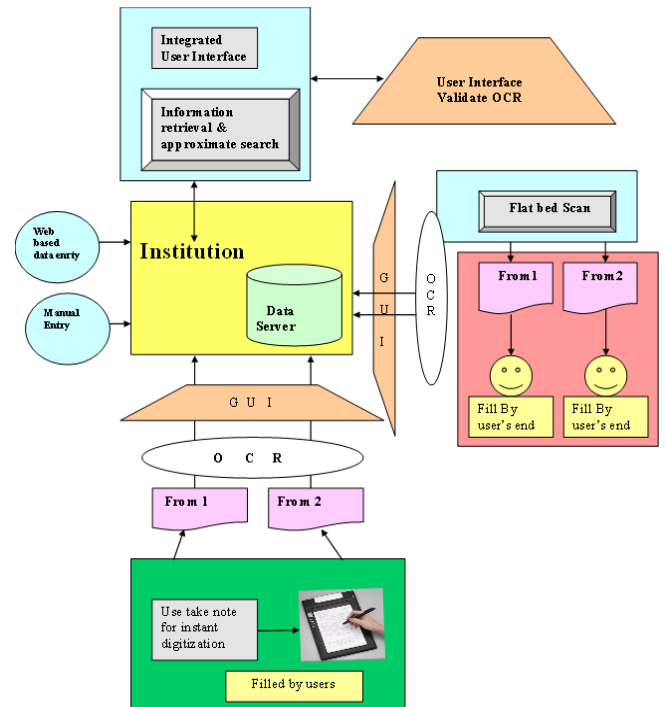 Integrated
User Interface
Information
retrieval &
approximate search
User Interface
Validate OCR
Flat bed Scan
Web
based
data enrty
Manual
Entry
Institution
Data
Server
G
U
I
O
C
R
From 1
From 2
Fill By
user's end
Fill By
user's end
G U I
O C R
From 1
From 2
Use take note
for instant
digitization
Filled by users